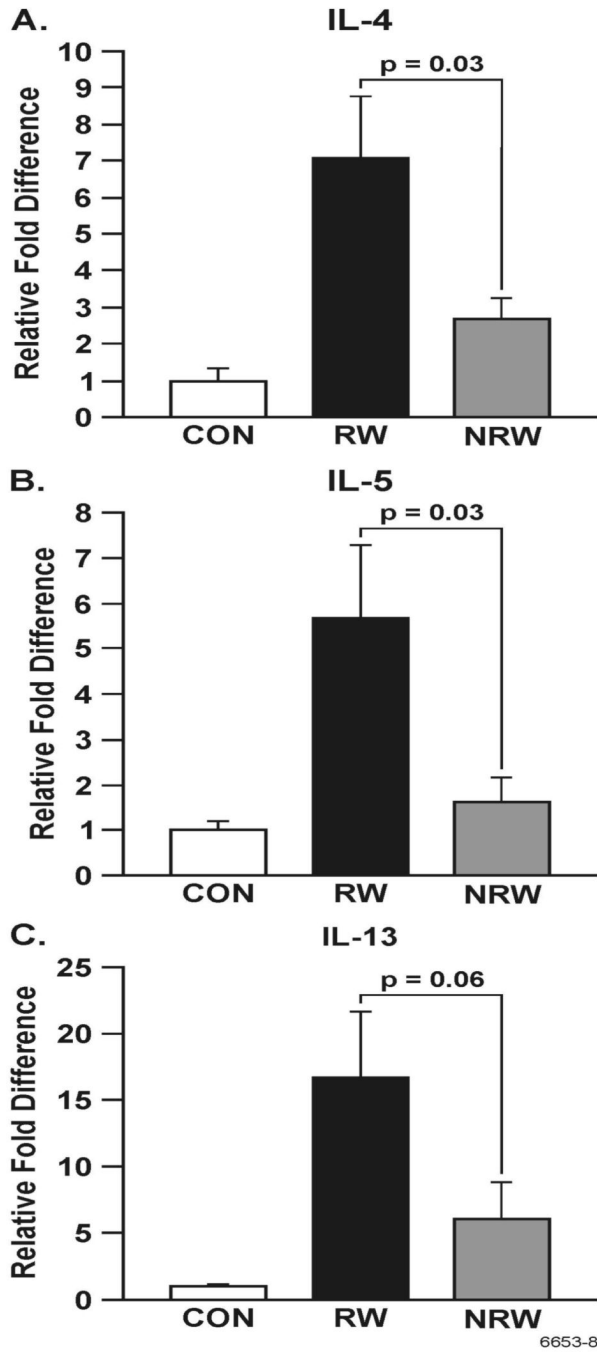 A. IL-4
p = 0.03
Relative Fold Difference
10
9
8
7
6
5
4
3
2
1
0
CON RW NRW
B. IL-5
p = 0.03
Relative Fold Difference
8
7
6
5
4
3
2
1
0
CON RW NRW
C. IL-13
p = 0.06
Relative Fold Difference
25
20
15
10
5
0
CON RW NRW
6653-8